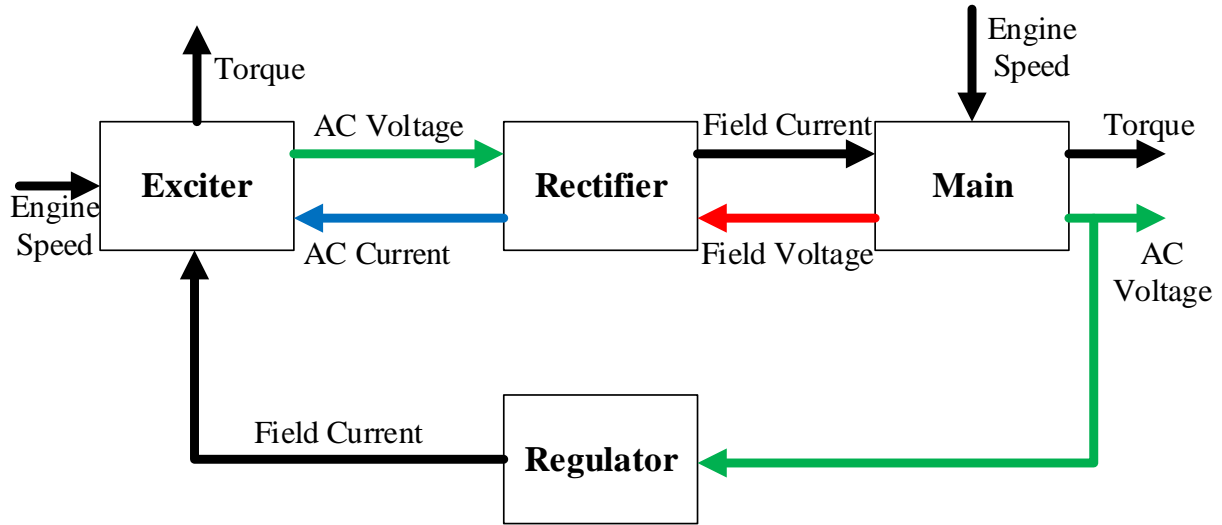 Engine
Speed
Torque
AC Voltage
Field Current
Torque
Exciter
Rectifier
Main
Engine
Speed
AC Current
Field Voltage
AC
Voltage
Field Current
Regulator